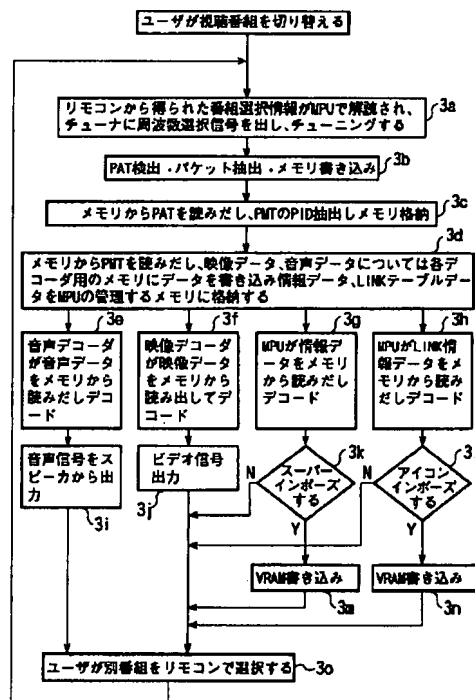 ユーザが視聴番組を切り替える
リモコンから得られた番組選択情報がMPUで解読され、
チューナに周波数選択信号を出し、チューニングする
3a
PAT検出・パケット抽出・メモリ書き込み
3b
メモリからPATを読みだし、PMTのPID抽出しメモリ格納
3c
3d
メモリからPMTを読みだし、映像データ、音声データについては各デ
コーダ用のメモリにデータを書き込み情報データ、LINKテーブルデー
タをMPUの管理するメモリに格納する
3e
音声デコーダ
が音声データ
をメモリから
読みだしデコ
ード
3f
映像デコーダ
が映像データ
をメモリから
読み出してデ
コード
3g
MPUが情報デ
ータをメモリ
から読みだし
デコード
3h
MPUがLINK情
報データをメ
モリから読み
だしデコード
音声信号をス
ピーカから出
力
3i
ビデオ信号
出力
3j
N
スーパー
インポーズ
する
3k
Y
N
アイコン
インポーズ
する
3
Y
VRAM書き込み
3m
VRAM書き込み
3n
ユーザが別番組をリモコンで選択する
3o